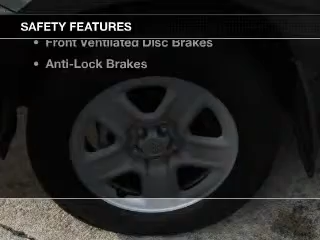 SAFETY FEATURES
• Front Ventilated Disc Brakes
• Anti-Lock Brakes